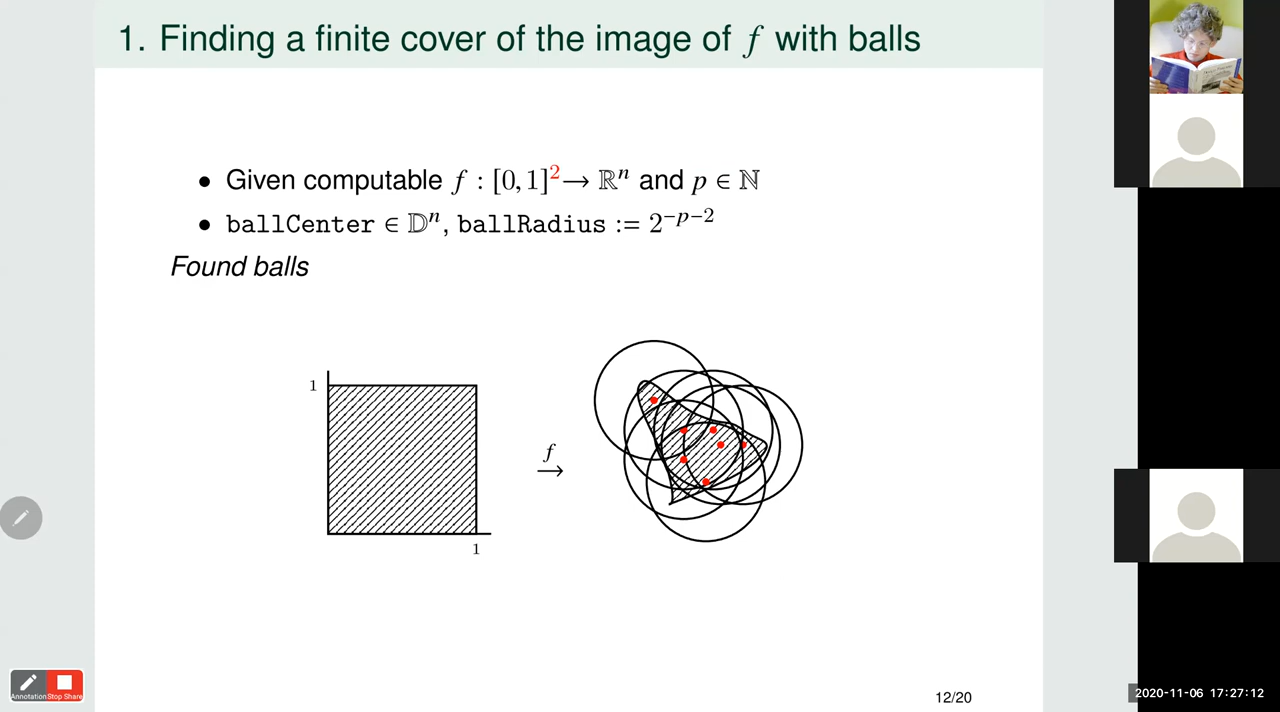 1. Finding a finite cover of the image of f with balls
• Given computable f : [0, 1]² → ℝⁿ and p ∈ ℕ
• ballCenter ∈ 𝔻ⁿ, ballRadius := 2⁻ᵖ⁻²
Found balls
1
f
→
1
12/20
Annotation Stop Share
2020-11-06 17:27:12